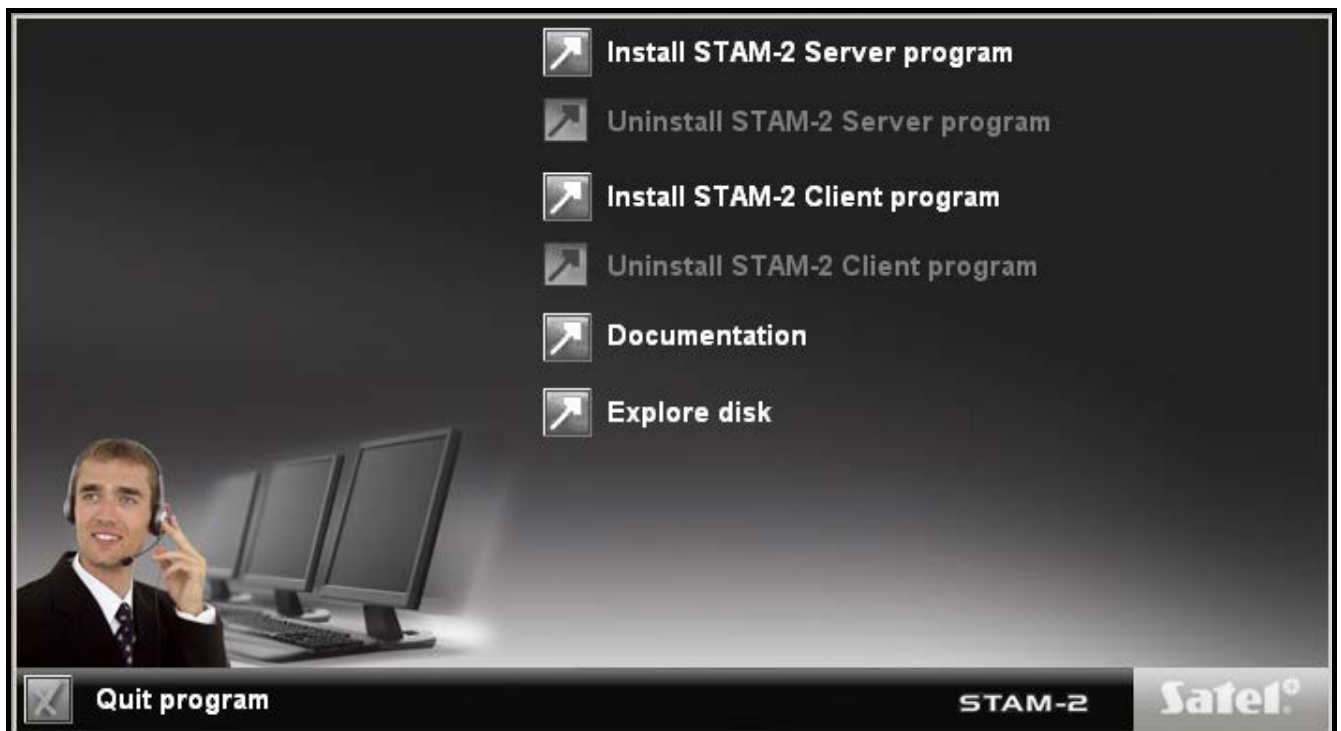 Install STAM-2 Server program
Uninstall STAM-2 Server program
Install STAM-2 Client program
Uninstall STAM-2 Client program
Documentation
Explore disk
Quit program
STAM-2
Satel®